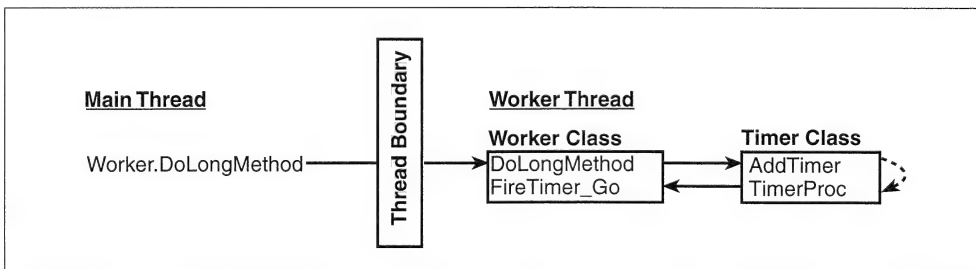 Main Thread
Worker.DoLongMethod
Thread Boundary
Worker Thread
Worker Class
DoLongMethod
FireTimer_Go
Timer Class
AddTimer
TimerProc